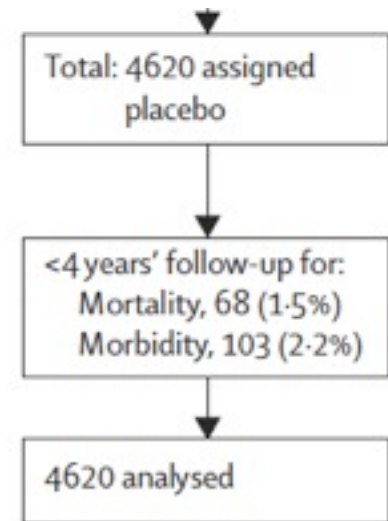 Total: 4620 assigned
placebo
<4 years’ follow-up for:
Mortality, 68 (1·5%)
Morbidity, 103 (2·2%)
4620 analysed